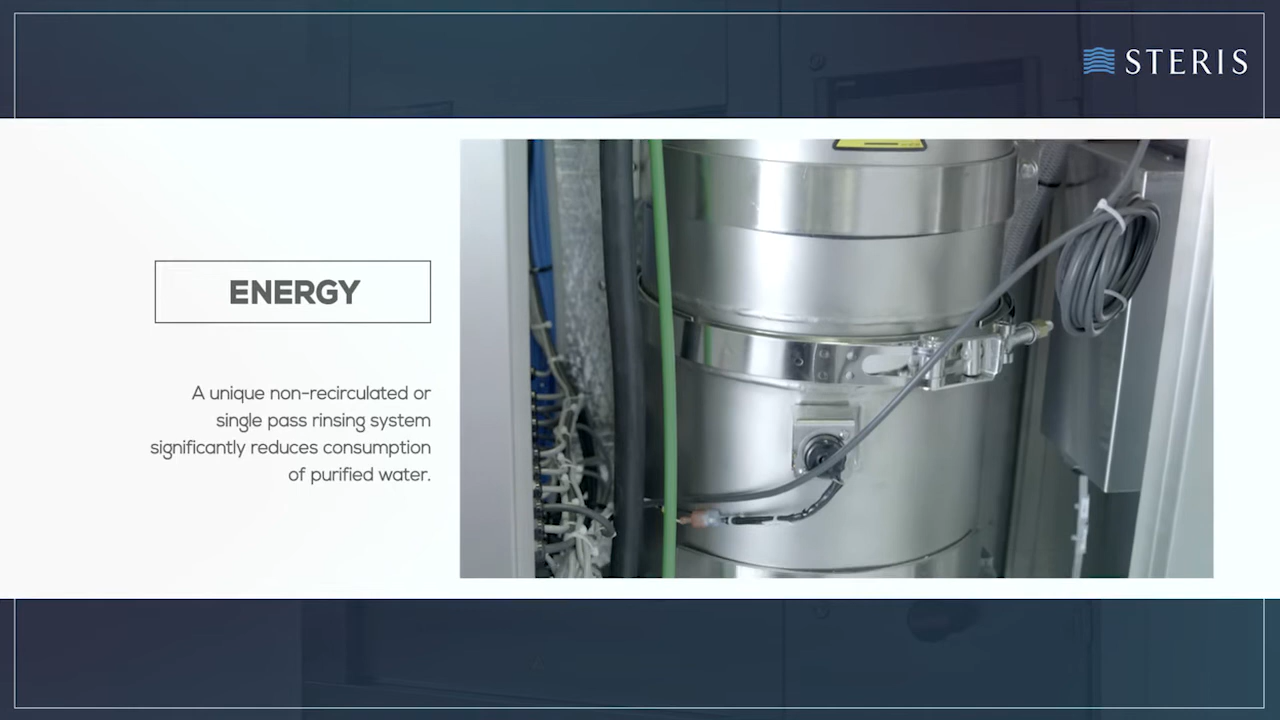 STERIS
ENERGY
A unique non-recirculated or
single pass rinsing system
significantly reduces consumption
of purified water.